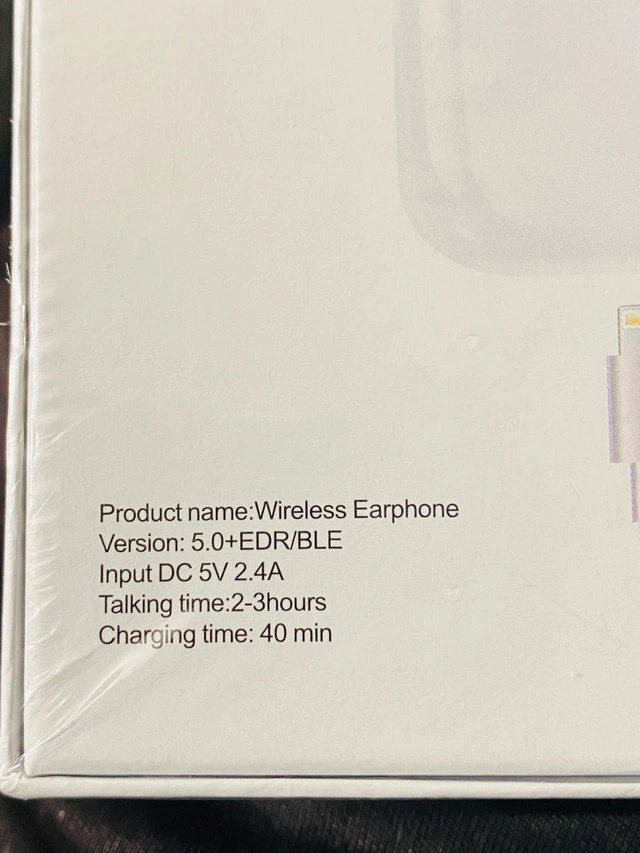 Product name:Wireless Earphone
Version: 5.0+EDR/BLE
Input DC 5V 2.4A
Talking time:2-3hours
Charging time: 40 min